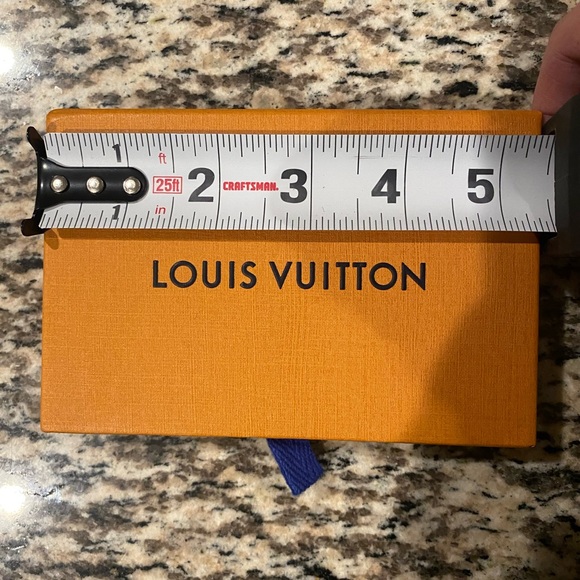 1 ft
25ft 2 CRAFTSMAN. 3 4 5
1 in
LOUIS VUITTON